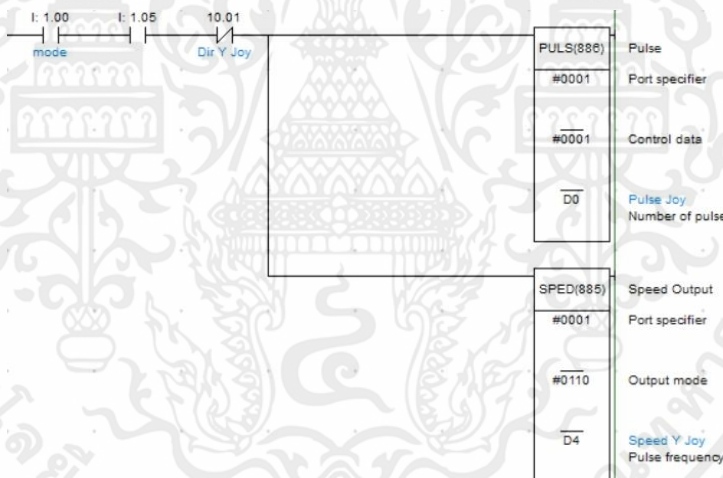 I: 1.00 I: 1.05 10.01
mode Dir Y Joy
PULS(886) Pulse
#0001 Port specifier
#0001 Control data
D0 Pulse Joy
Number of pulse
SPED(885) Speed Output
#0001 Port specifier
#0110 Output mode
D4 Speed Y Joy
Pulse frequency